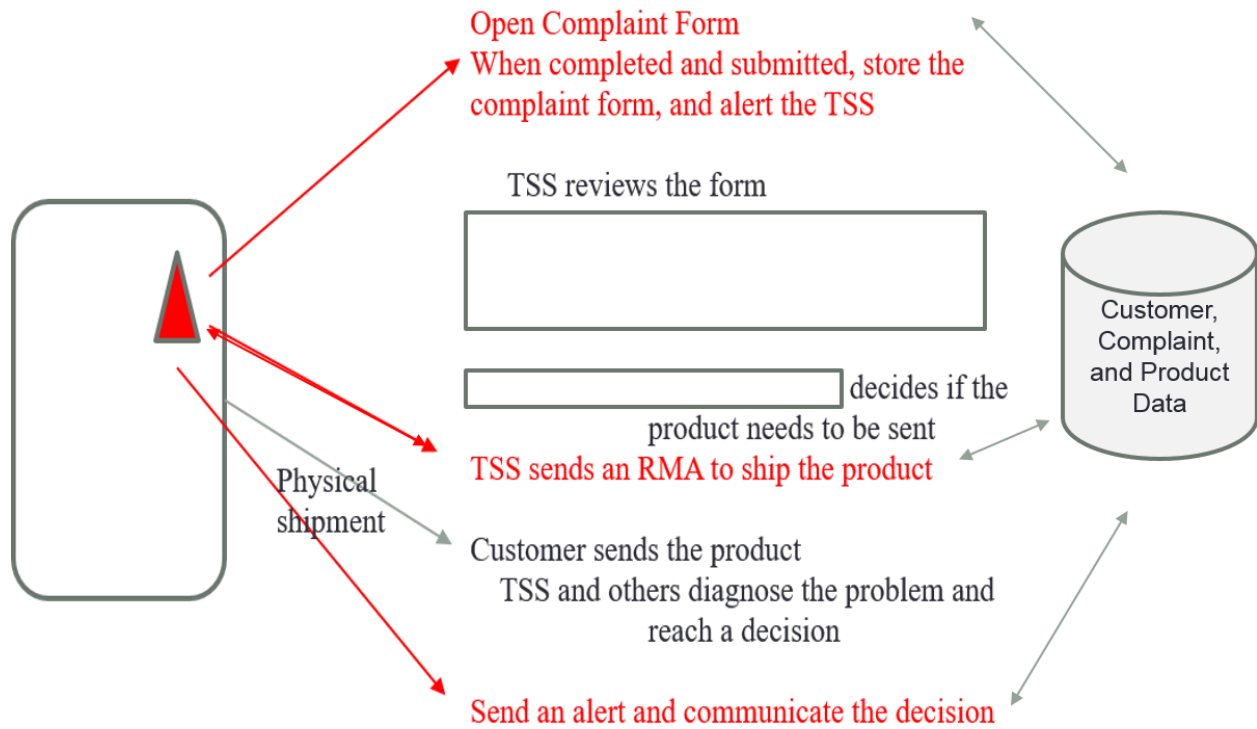 Open Complaint Form
When completed and submitted, store the
complaint form, and alert the TSS
TSS reviews the form
decides if the
product needs to be sent
TSS sends an RMA to ship the product
Physical
shipment
Customer sends the product
TSS and others diagnose the problem and
reach a decision
Send an alert and communicate the decision
Customer,
Complaint,
and Product
Data